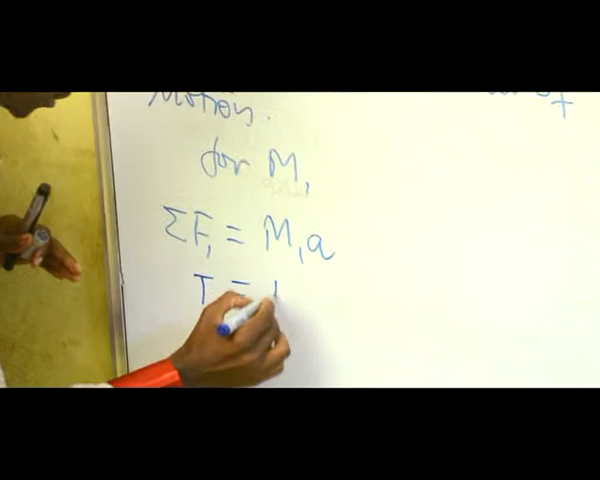 Motion.
for M₁
ΣF₁ = M₁a
T =